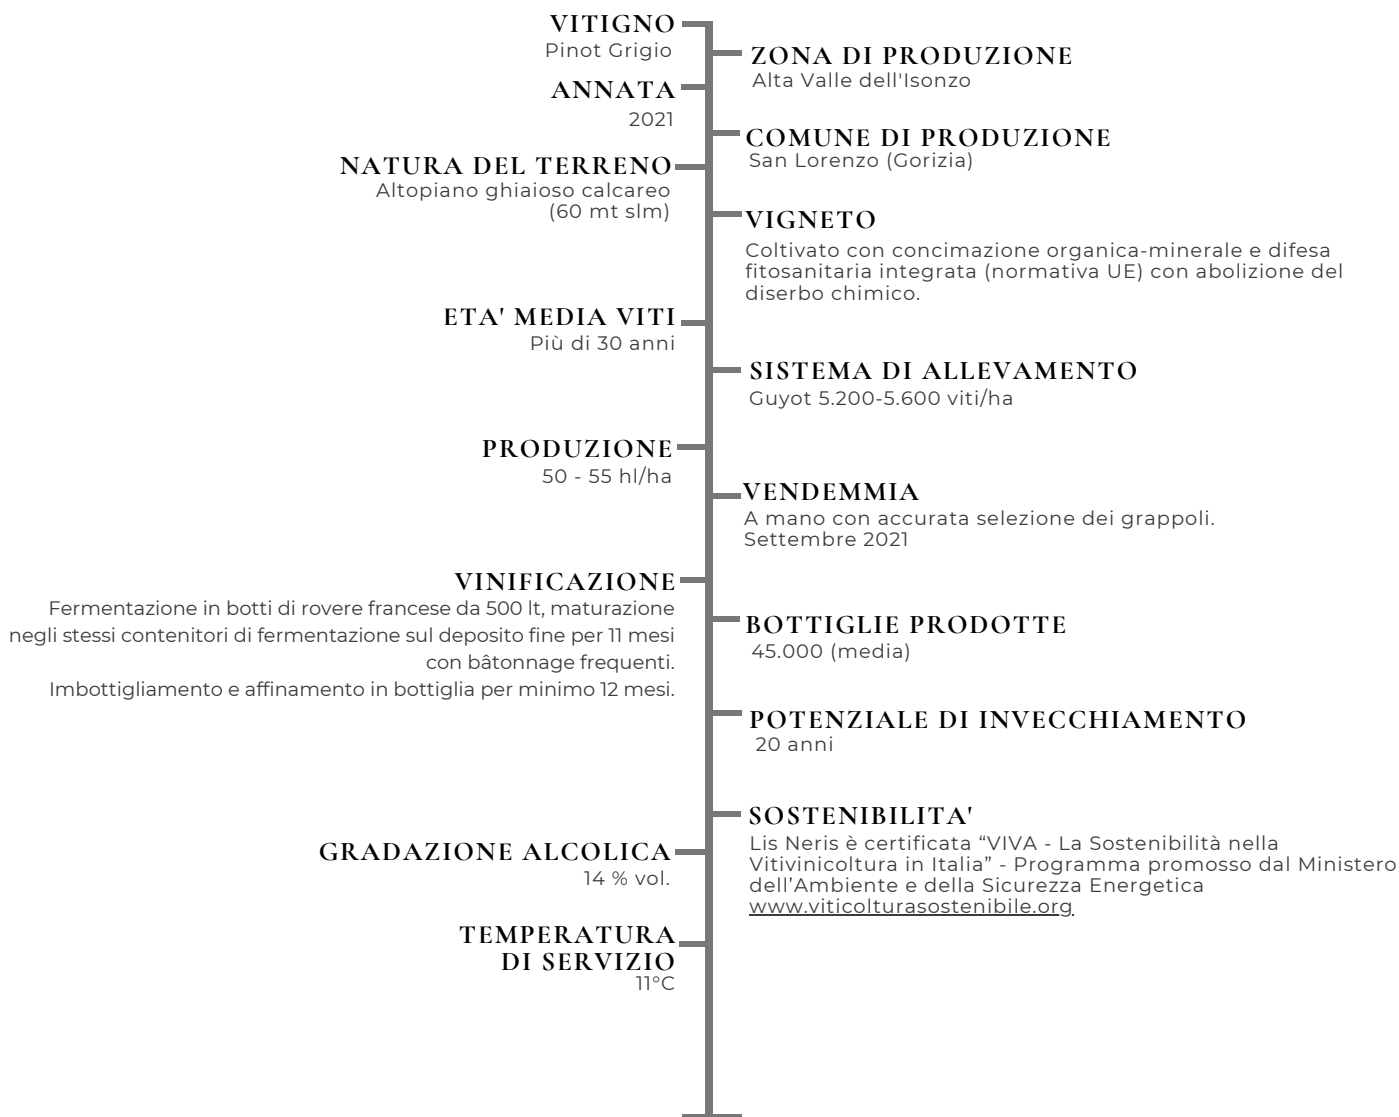 VITIGNO
Pinot Grigio
ZONA DI PRODUZIONE
Alta Valle dell'Isonzo
ANNATA
2021
COMUNE DI PRODUZIONE
San Lorenzo (Gorizia)
NATURA DEL TERRENO
Altopiano ghiaioso calcareo
(60 mt slm)
VIGNETO
Coltivato con concimazione organica-minerale e difesa
fitosanitaria integrata (normativa UE) con abolizione del
diserbo chimico.
ETA' MEDIA VITI
Più di 30 anni
SISTEMA DI ALLEVAMENTO
Guyot 5.200-5.600 viti/ha
PRODUZIONE
50 - 55 hl/ha
VENDEMMIA
A mano con accurata selezione dei grappoli.
Settembre 2021
VINIFICAZIONE
Fermentazione in botti di rovere francese da 500 lt, maturazione
negli stessi contenitori di fermentazione sul deposito fine per 11 mesi
con bâtonnage frequenti.
Imbottigliamento e affinamento in bottiglia per minimo 12 mesi.
BOTTIGLIE PRODOTTE
45.000 (media)
POTENZIALE DI INVECCHIAMENTO
20 anni
SOSTENIBILITA'
Lis Neris è certificata “VIVA - La Sostenibilità nella
Vitivinicoltura in Italia” - Programma promosso dal Ministero
dell’Ambiente e della Sicurezza Energetica
www.viticolturasostenibile.org
GRADAZIONE ALCOLICA
14 % vol.
TEMPERATURA
DI SERVIZIO
11°C